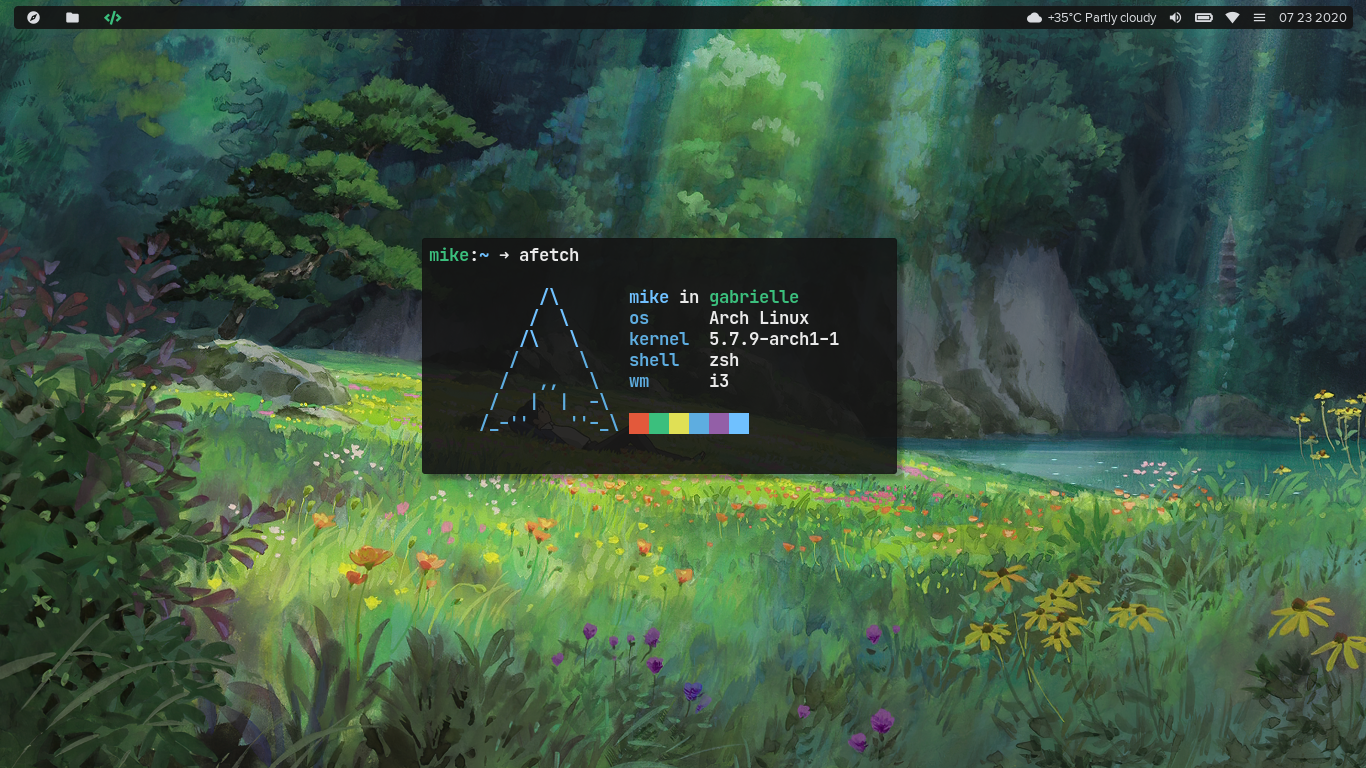 +35°C Partly cloudy 07 23 2020
mike:~ → afetch
mike in gabrielle
os Arch Linux
kernel 5.7.9-arch1-1
shell zsh
wm i3